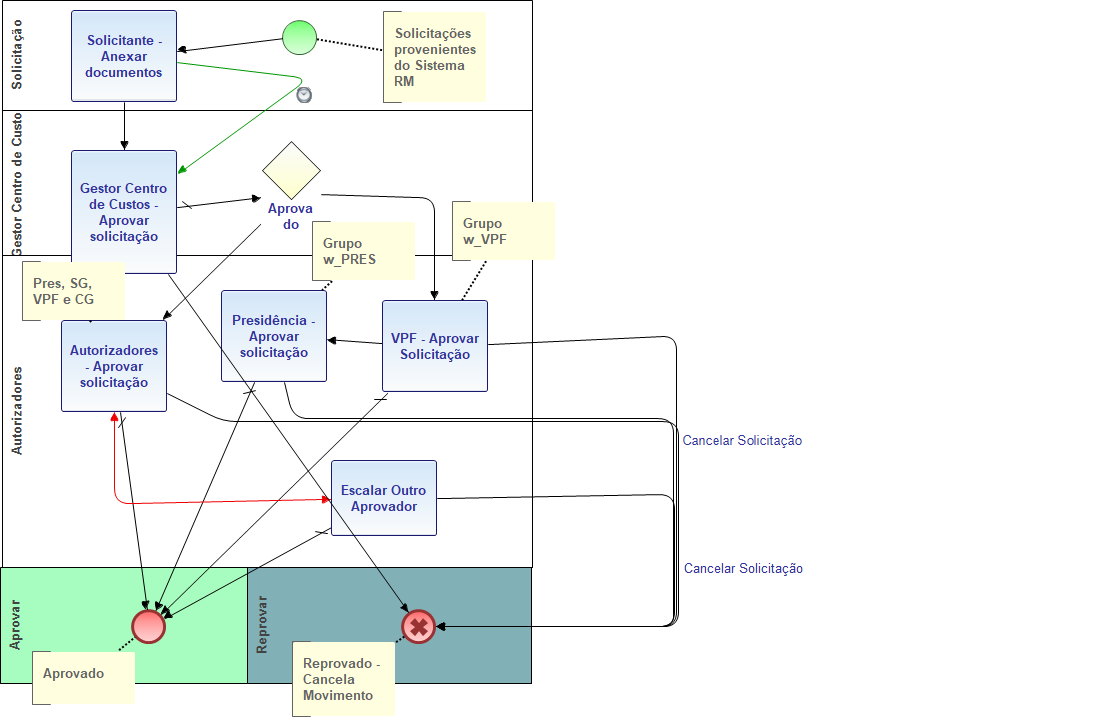 Solicitação
Solicitante -
Anexar
documentos
Solicitações
provenientes
do Sistema
RM
Gestor Centro de Custo
Gestor Centro
de Custos -
Aprovar
solicitação
Aprova
do
Grupo
w_PRES
Grupo
w_VPF
Autorizadores
Pres, SG,
VPF e CG
Autorizadores
- Aprovar
solicitação
Presidência -
Aprovar
solicitação
VPF - Aprovar
Solicitação
Cancelar Solicitação
Escalar Outro
Aprovador
Cancelar Solicitação
Aprovar
Aprovado
Reprovar
Reprovado -
Cancela
Movimento